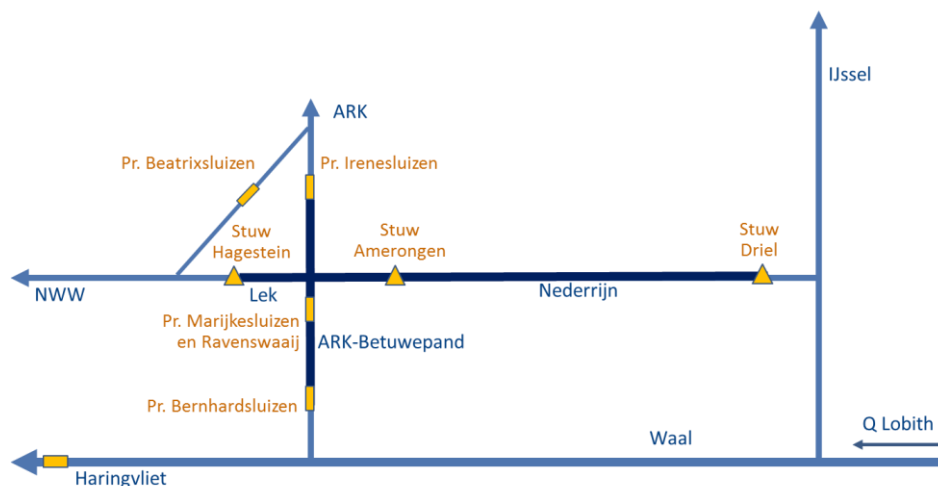 IJssel
ARK
Pr. Beatrixsluizen
Pr. Irenesluizen
Stuw
Hagestein
Stuw
Amerongen
Stuw
Driel
NWW
Lek
Nederrijn
Pr. Marijkesluizen
en Ravenswaaij
ARK-Betuwepand
Pr. Bernhardsluizen
Q Lobith
Waal
Haringvliet